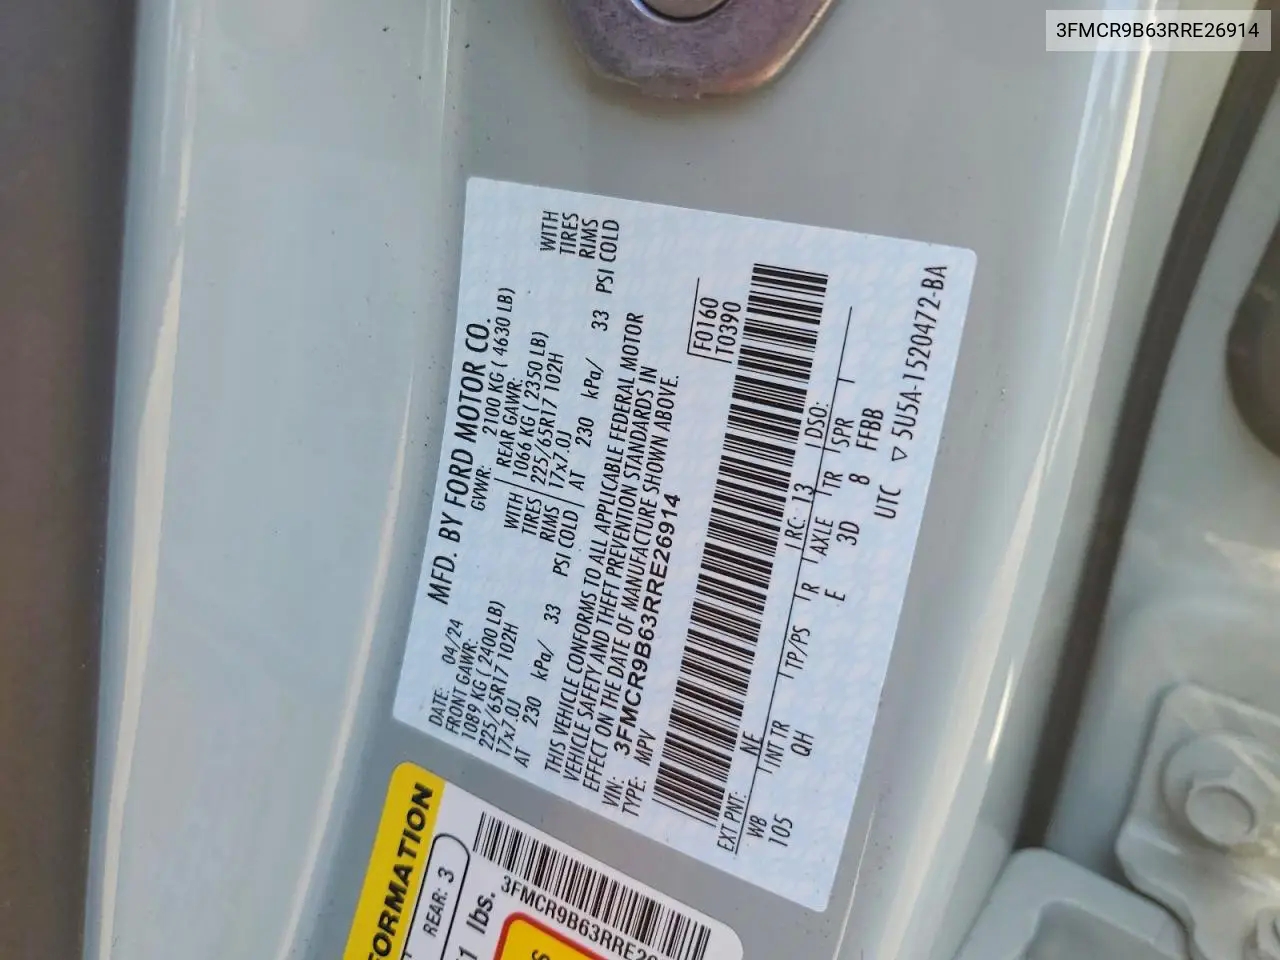 3FMCR9B63RRE26914
MFD. BY FORD MOTOR CO.
DATE: 04/24 GVWR: 2100 KG ( 4630 LB)
FRONT GAWR: REAR GAWR:
1089 KG ( 2400 LB) WITH 1066 KG ( 2350 LB) WITH
225/65R17 102H TIRES 225/65R17 102H TIRES
17x7.0J RIMS 17x7.0J RIMS
AT 230 kPa/ 33 PSI COLD AT 230 kPa/ 33 PSI COLD
THIS VEHICLE CONFORMS TO ALL APPLICABLE FEDERAL MOTOR
VEHICLE SAFETY AND THEFT PREVENTION STANDARDS IN
EFFECT ON THE DATE OF MANUFACTURE SHOWN ABOVE.
VIN: 3FMCR9B63RRE26914
TYPE: MPV
F0160
T0390
EXT PNT: NE RC: 13 DSO:
WB INT TR TP/PS R AXLE TR SPR
105 QH E 3D 8 FFBB
UTC ▽ 5U5A-1520472-BA
FORMATION
REAR: 3
lbs.
3FMCR9B63RRE26